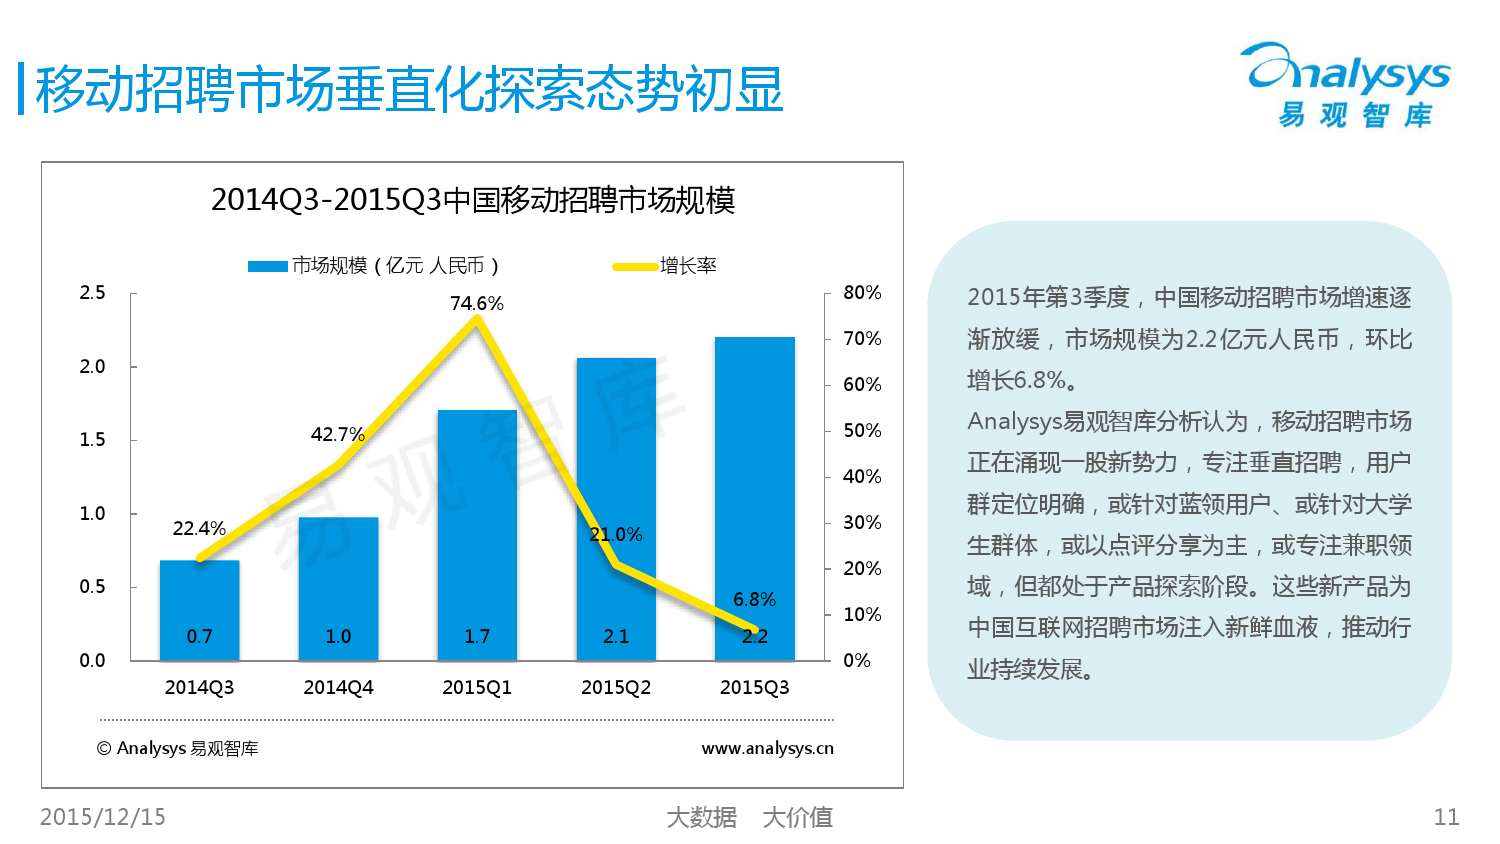 移动招聘市场垂直化探索态势初显
analysys
易观智库
2014Q3-2015Q3中国移动招聘市场规模
市场规模（亿元 人民币）
增长率
2.5
2.0
1.5
1.0
0.5
0.0
80%
70%
60%
50%
40%
30%
20%
10%
0%
22.4%
42.7%
74.6%
21.0%
6.8%
0.7
1.0
1.7
2.1
2.2
2014Q3
2014Q4
2015Q1
2015Q2
2015Q3
易观智库
© Analysys 易观智库
www.analysys.cn
2015年第3季度，中国移动招聘市场增速逐
渐放缓，市场规模为2.2亿元人民币，环比
增长6.8%。
Analysys易观智库分析认为，移动招聘市场
正在涌现一股新势力，专注垂直招聘，用户
群定位明确，或针对蓝领用户、或针对大学
生群体，或以点评分享为主，或专注兼职领
域，但都处于产品探索阶段。这些新产品为
中国互联网招聘市场注入新鲜血液，推动行
业持续发展。
2015/12/15
大数据 大价值
11